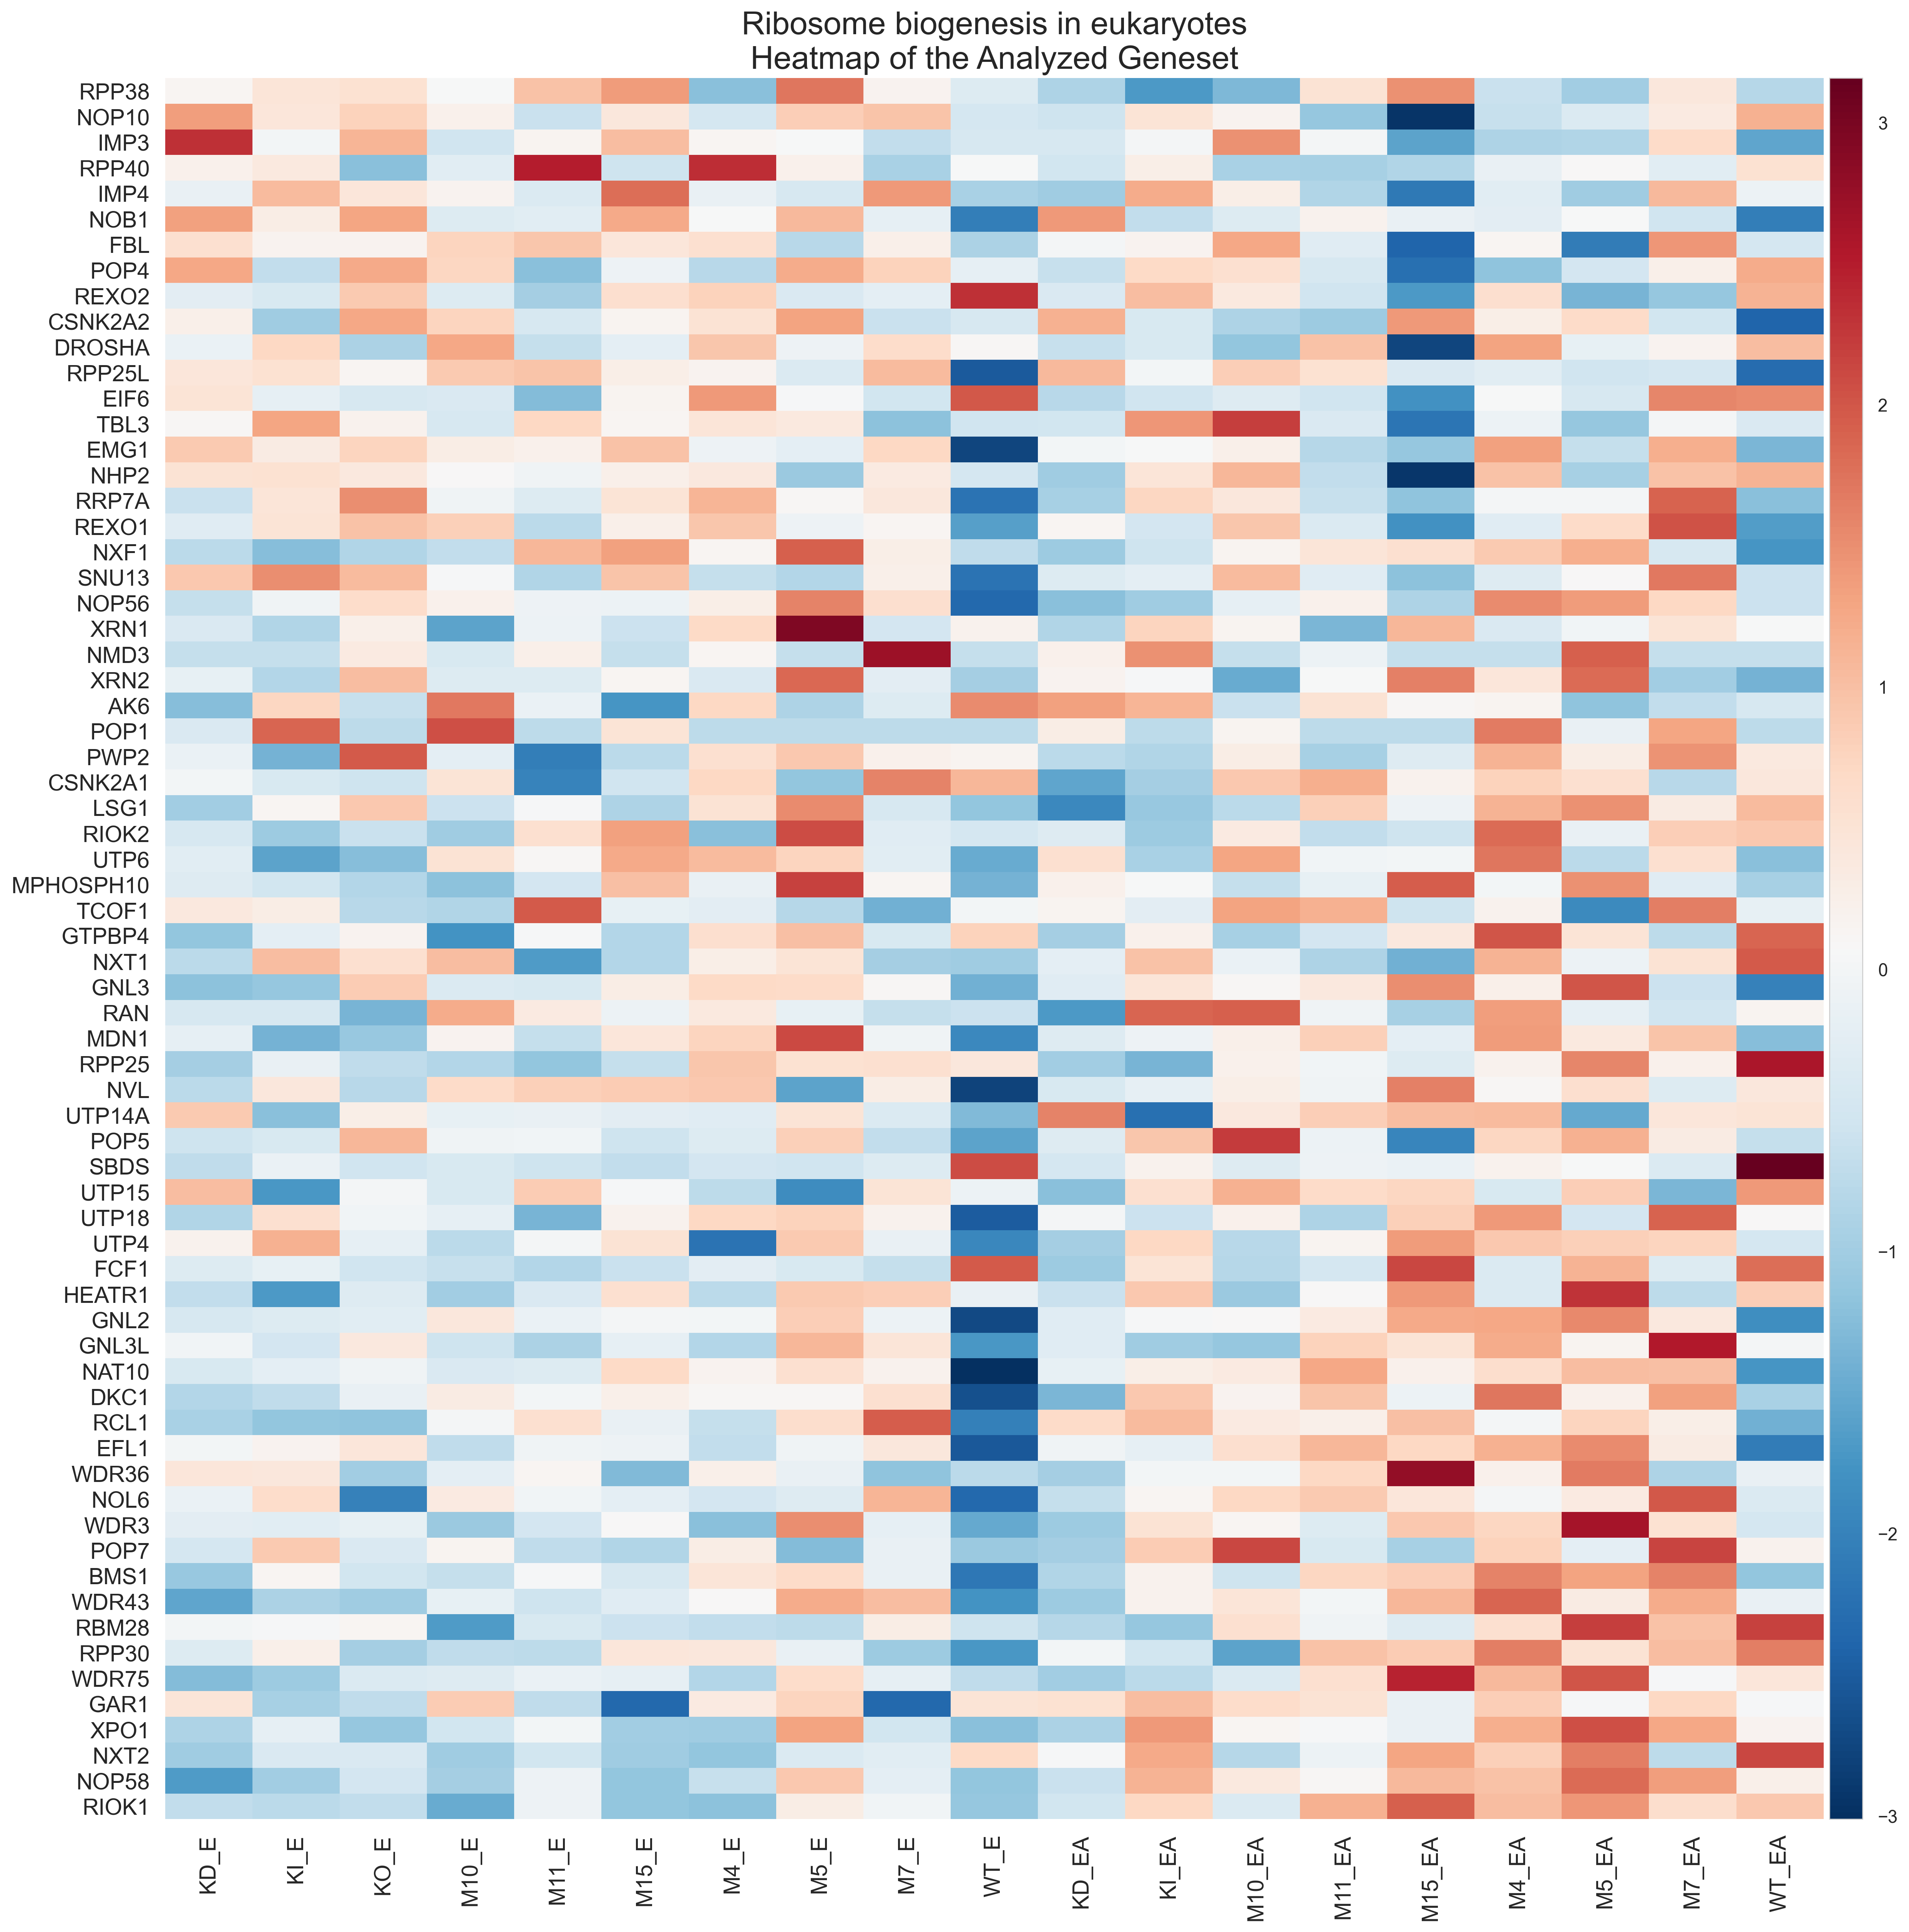 Ribosome biogenesis in eukaryotes
Heatmap of the Analyzed Geneset
RPP38
NOP10
IMP3
RPP40
IMP4
NOB1
FBL
POP4
REXO2
CSNK2A2
DROSHA
RPP25L
EIF6
TBL3
EMG1
NHP2
RRP7A
REXO1
NXF1
SNU13
NOP56
XRN1
NMD3
XRN2
AK6
POP1
PWP2
CSNK2A1
LSG1
RIOK2
UTP6
MPHOSPH10
TCOF1
GTPBP4
NXT1
GNL3
RAN
MDN1
RPP25
NVL
UTP14A
POP5
SBDS
UTP15
UTP18
UTP4
FCF1
HEATR1
GNL2
GNL3L
NAT10
DKC1
RCL1
EFL1
WDR36
NOL6
WDR3
POP7
BMS1
WDR43
RBM28
RPP30
WDR75
GAR1
XPO1
NXT2
NOP58
RIOK1
KD_E
KI_E
KO_E
M10_E
M11_E
M15_E
M4_E
M5_E
M7_E
WT_E
KD_EA
KI_EA
M10_EA
M11_EA
M15_EA
M4_EA
M5_EA
M7_EA
WT_EA
3
2
1
0
−1
−2
−3